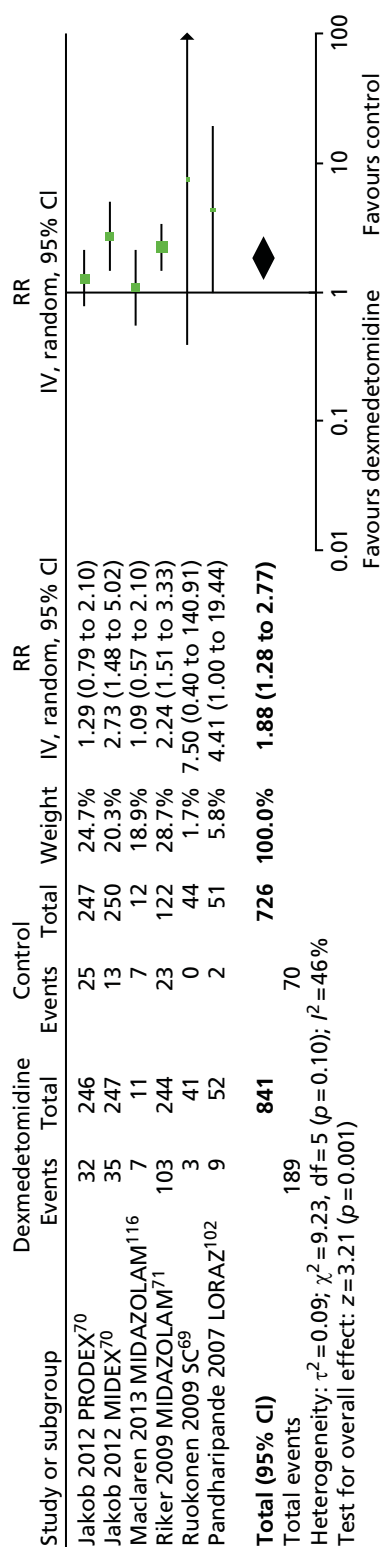 Dexmedetomidine Control RR RR
Study or subgroup Events Total Events Total Weight IV, random, 95% CI IV, random, 95% CI
Jakob 2012 PRODEX70 32 246 25 247 24.7% 1.29 (0.79 to 2.10)
Jakob 2012 MIDEX70 35 247 13 250 20.3% 2.73 (1.48 to 5.02)
Maclaren 2013 MIDAZOLAM116 7 11 7 12 18.9% 1.09 (0.57 to 2.10)
Riker 2009 MIDAZOLAM71 103 244 23 122 28.7% 2.24 (1.51 to 3.33)
Ruokonen 2009 SC69 3 41 0 44 1.7% 7.50 (0.40 to 140.91)
Pandharipande 2007 LORAZ102 9 52 2 51 5.8% 4.41 (1.00 to 19.44)
Total (95% CI) 841 726 100.0% 1.88 (1.28 to 2.77)
Total events 189 70
Heterogeneity: τ2=0.09; χ2=9.23, df=5 (p=0.10); I2=46%
Test for overall effect: z=3.21 (p=0.001)
0.01 0.1 1 10 100
Favours dexmedetomidine Favours control